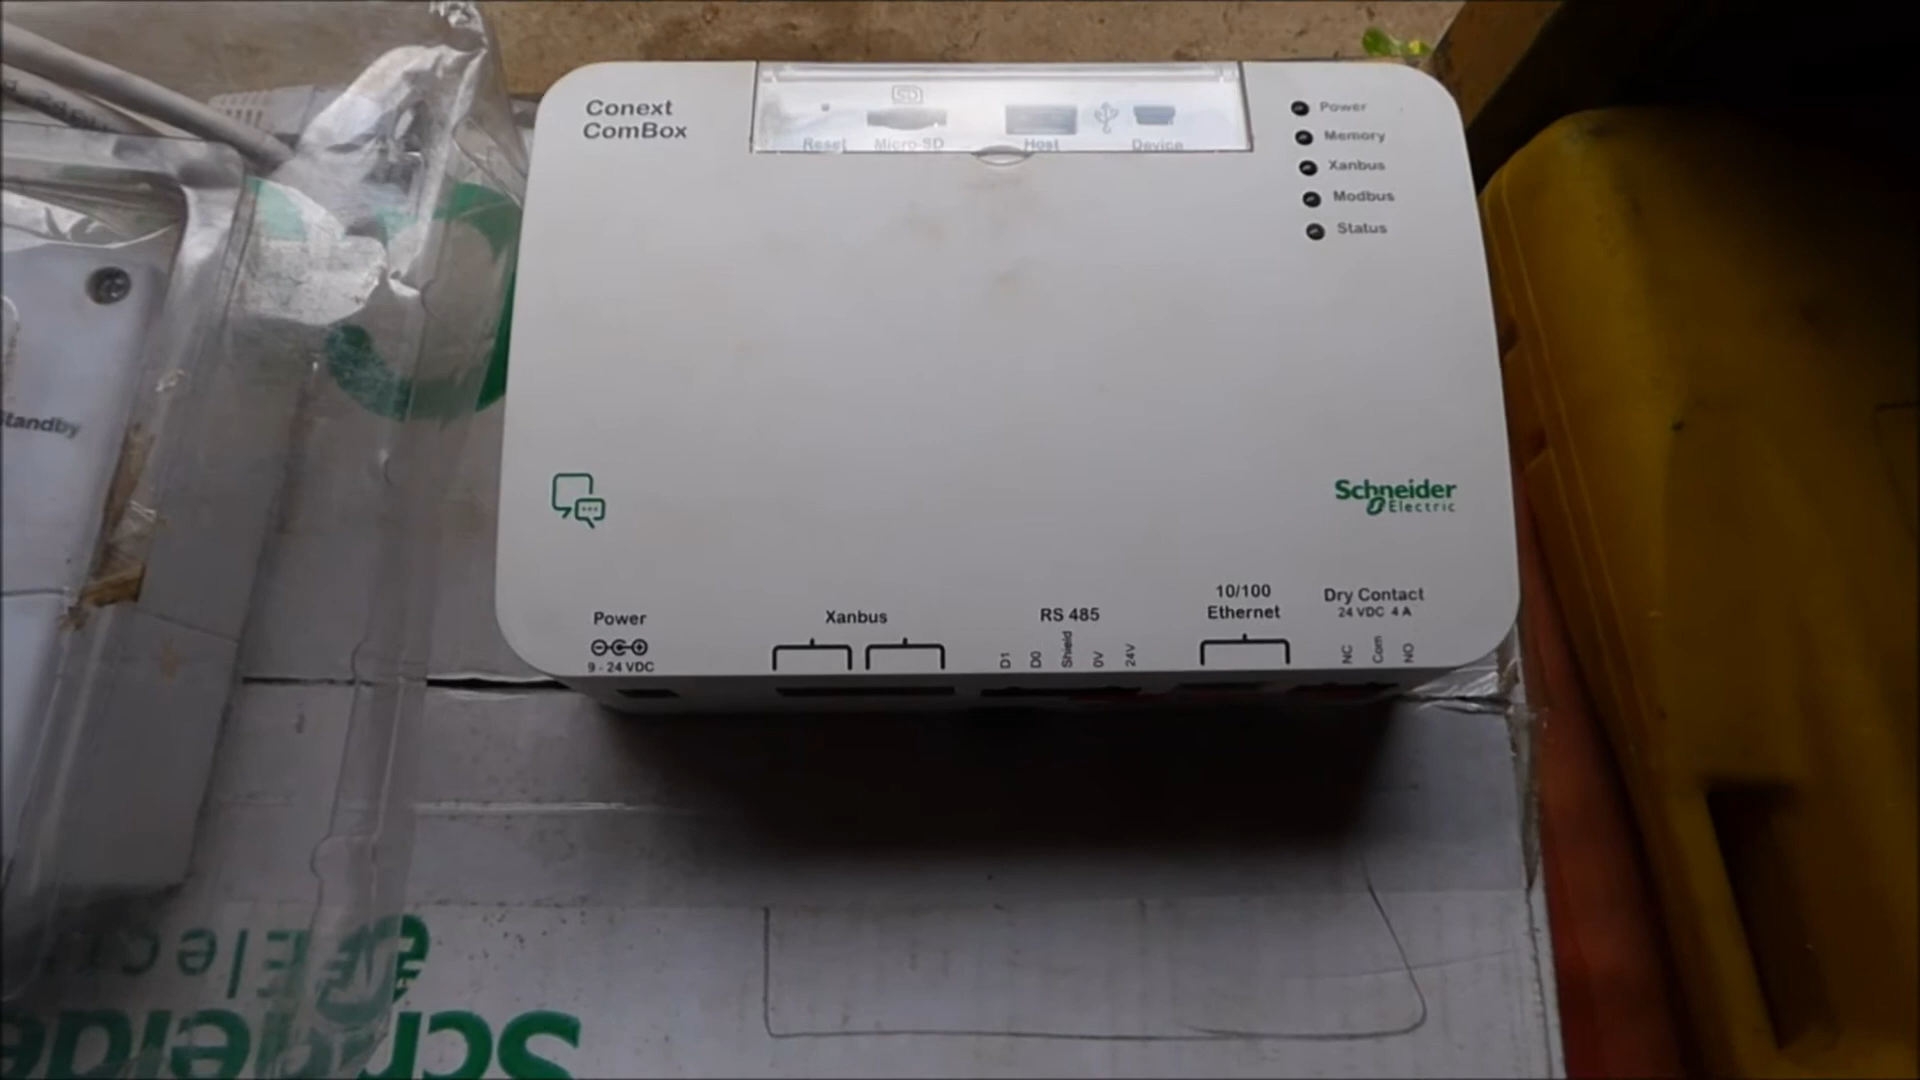 Conext
ComBox
Reset
Micro-SD
Host
Device
Power
Memory
Xanbus
Modbus
Status
Standby
Schneider
Electric
Power
9 - 24 VDC
Xanbus
RS 485
D1
D0
Shield
0V
24V
10/100
Ethernet
Dry Contact
24 VDC 4 A
NC
Com
NO
Schneider
Electric